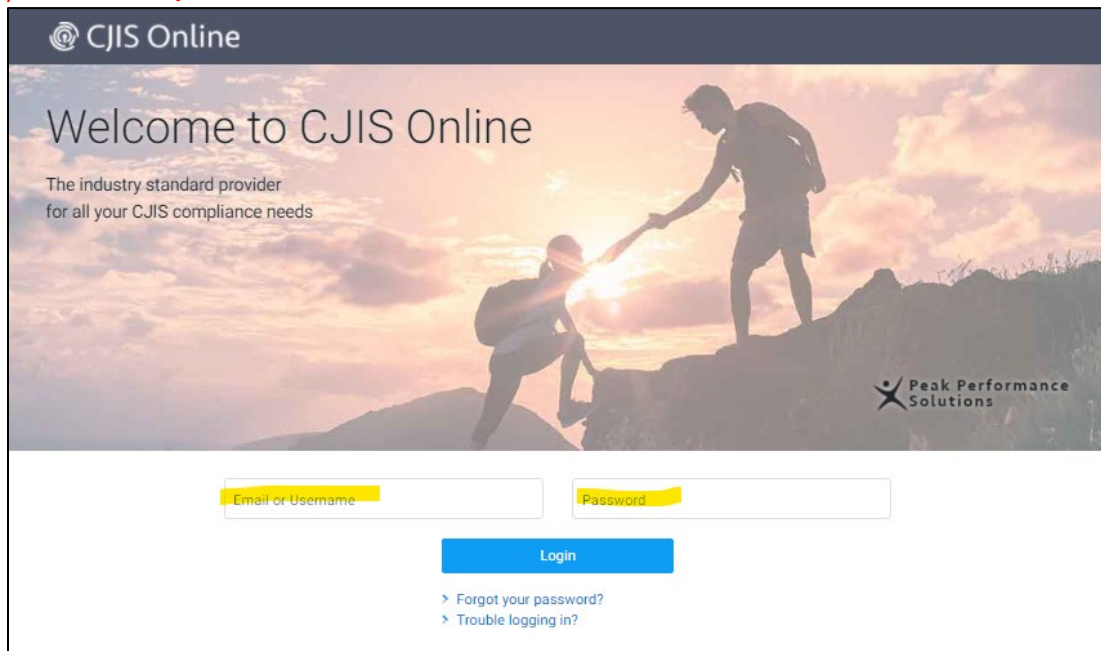 CJIS Online
Welcome to CJIS Online
The industry standard provider
for all your CJIS compliance needs
Peak Performance
Solutions
Email or Username
Password
Login
Forgot your password?
Trouble logging in?